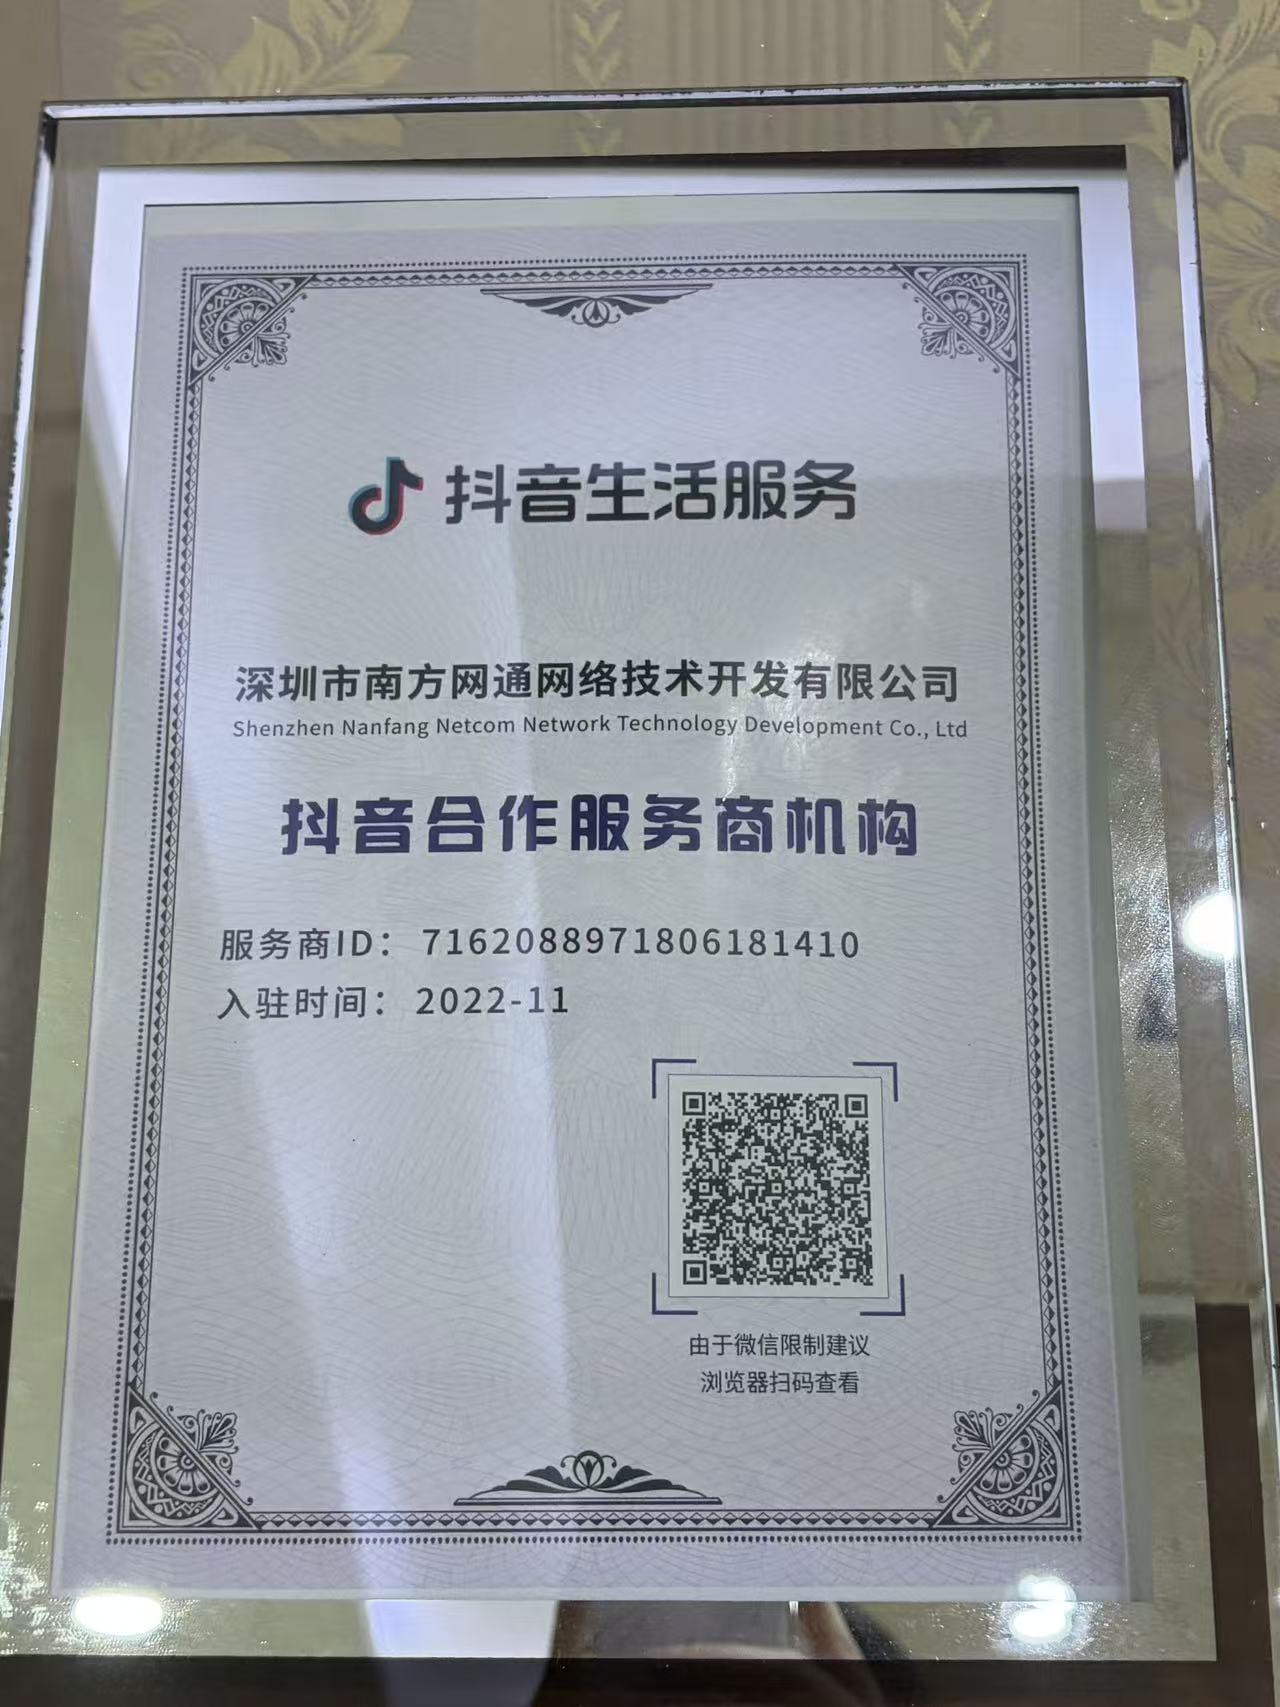 抖音生活服务
深圳市南方网通网络技术开发有限公司
Shenzhen Nanfang Netcom Network Technology Development Co., Ltd
抖音合作服务商机构
服务商ID：7162088971806181410
入驻时间：2022-11
由于微信限制建议
浏览器扫码查看